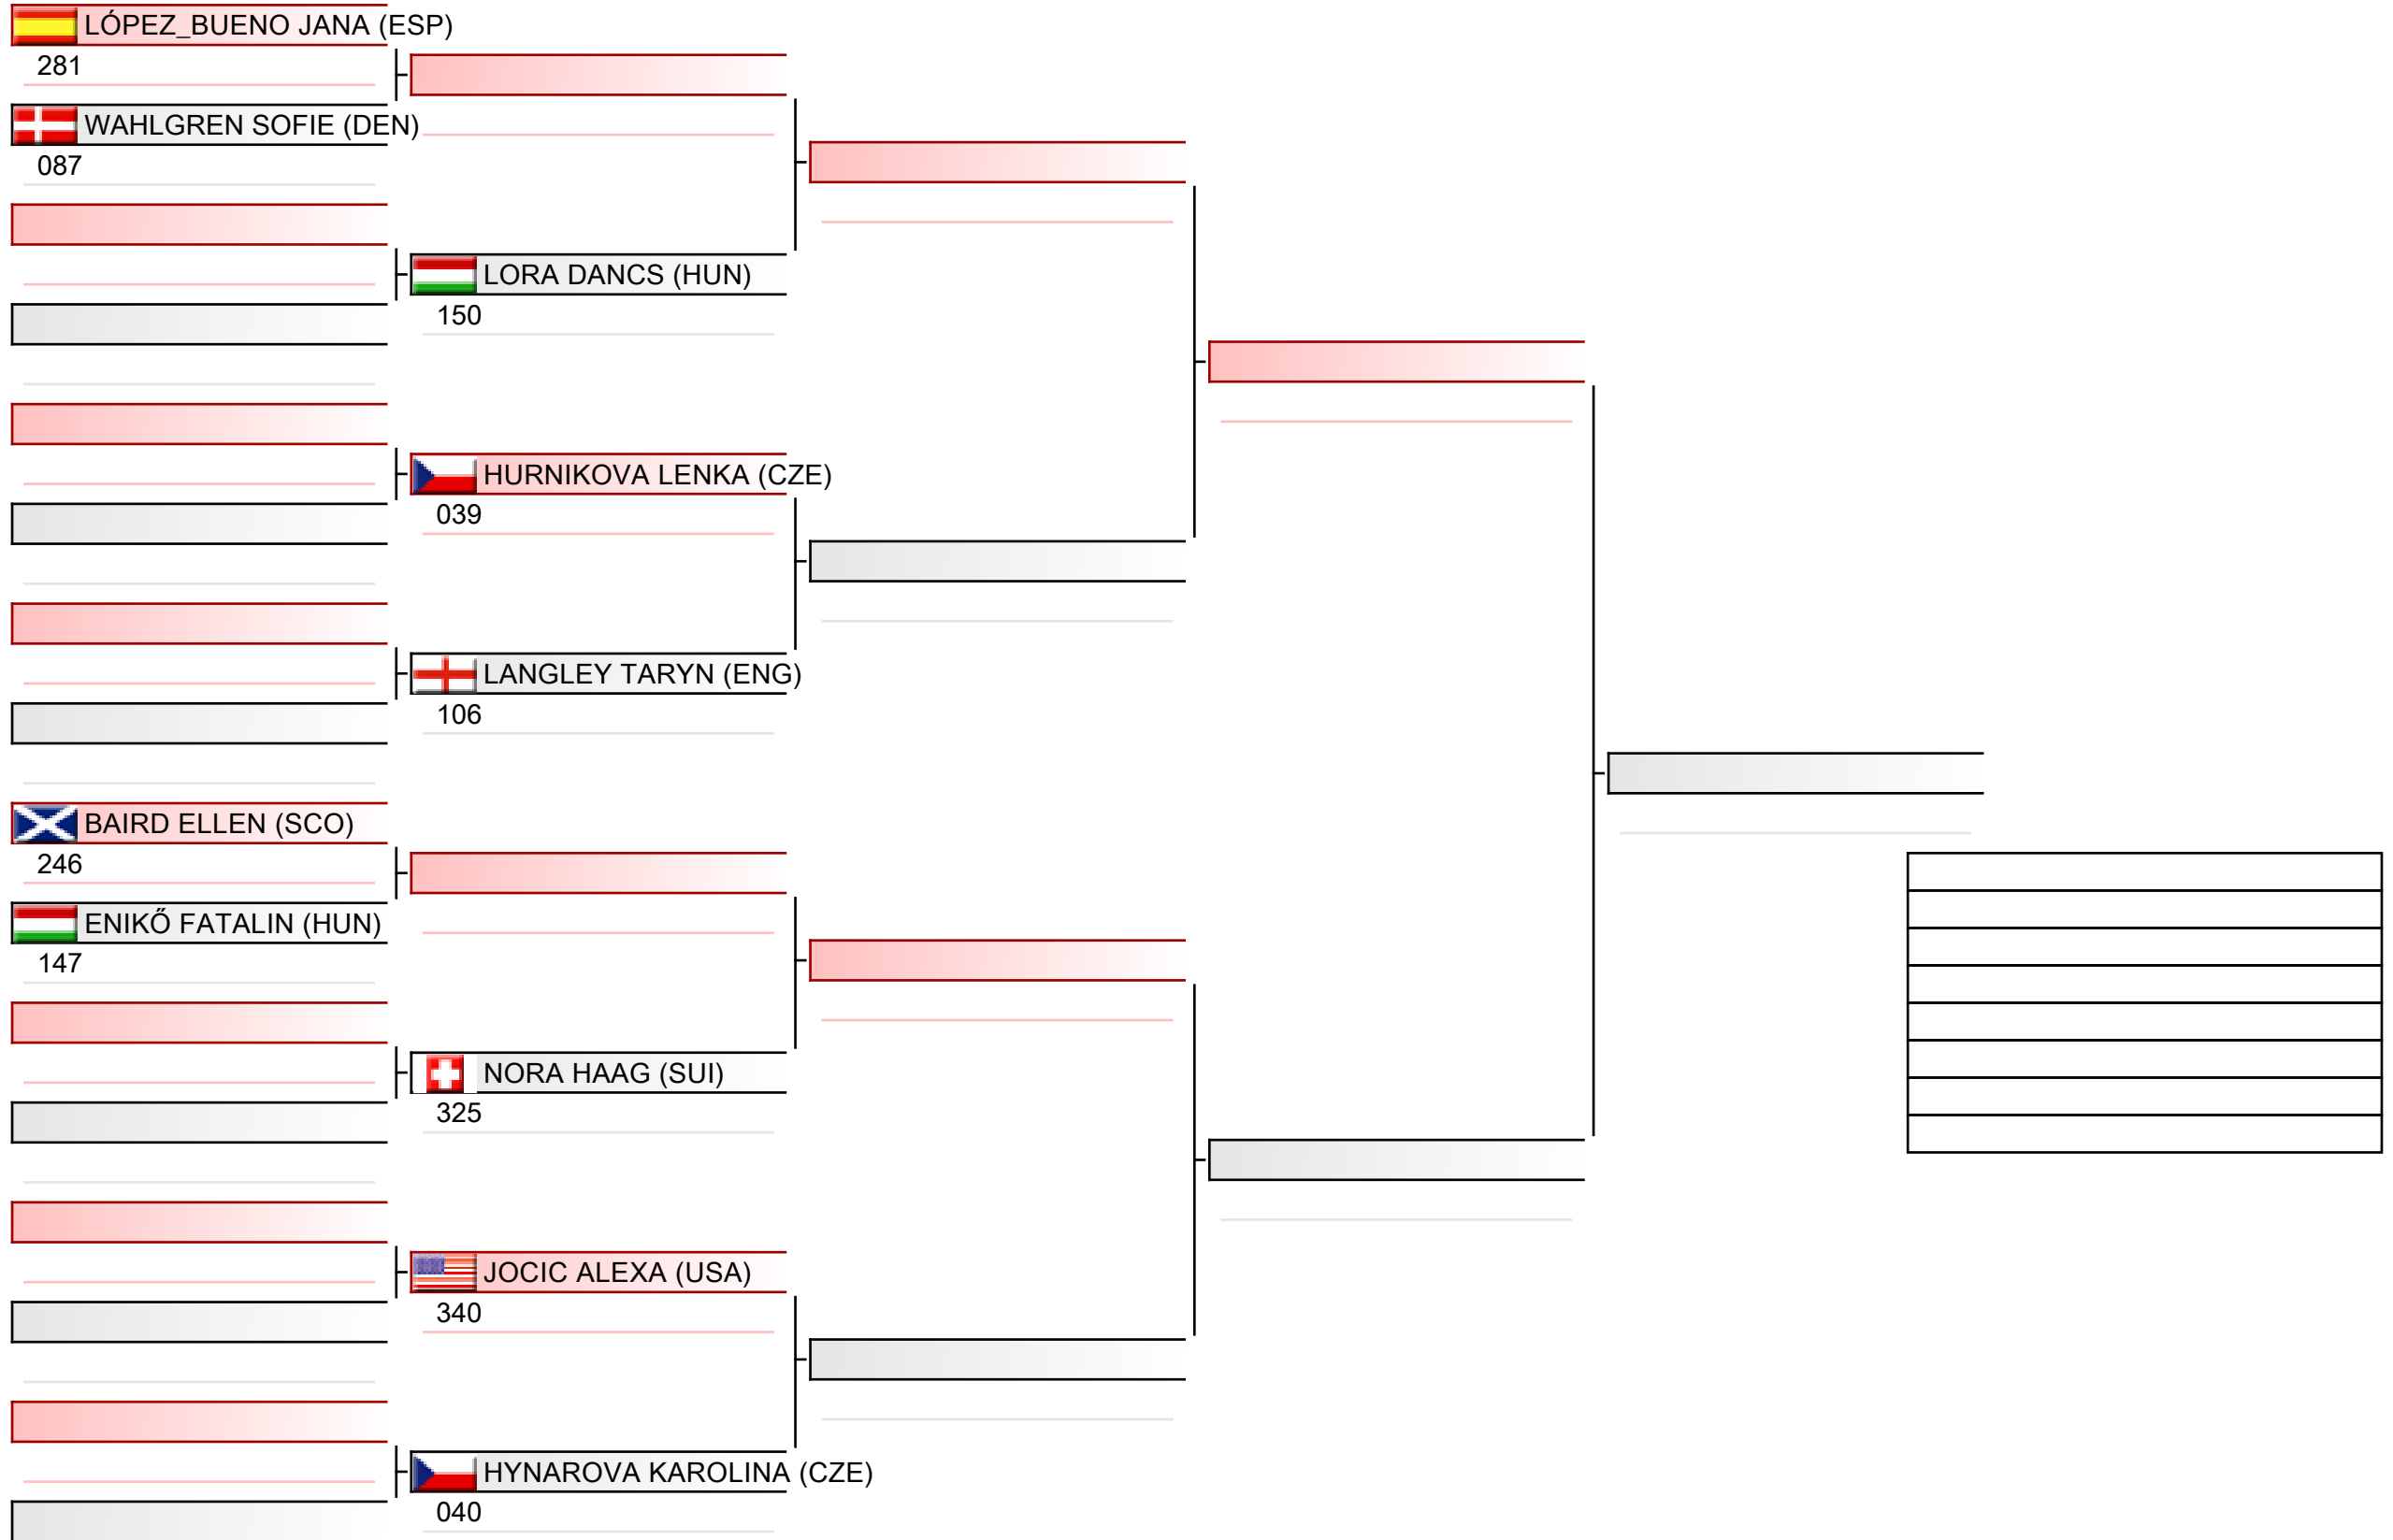 LÓPEZ_BUENO JANA (ESP)
281
WAHLGREN SOFIE (DEN)
087
LORA DANCS (HUN)
150
HURNIKOVA LENKA (CZE)
039
LANGLEY TARYN (ENG)
106
BAIRD ELLEN (SCO)
246
ENIKŐ FATALIN (HUN)
147
NORA HAAG (SUI)
325
JOCIC ALEXA (USA)
340
HYNAROVA KAROLINA (CZE)
040